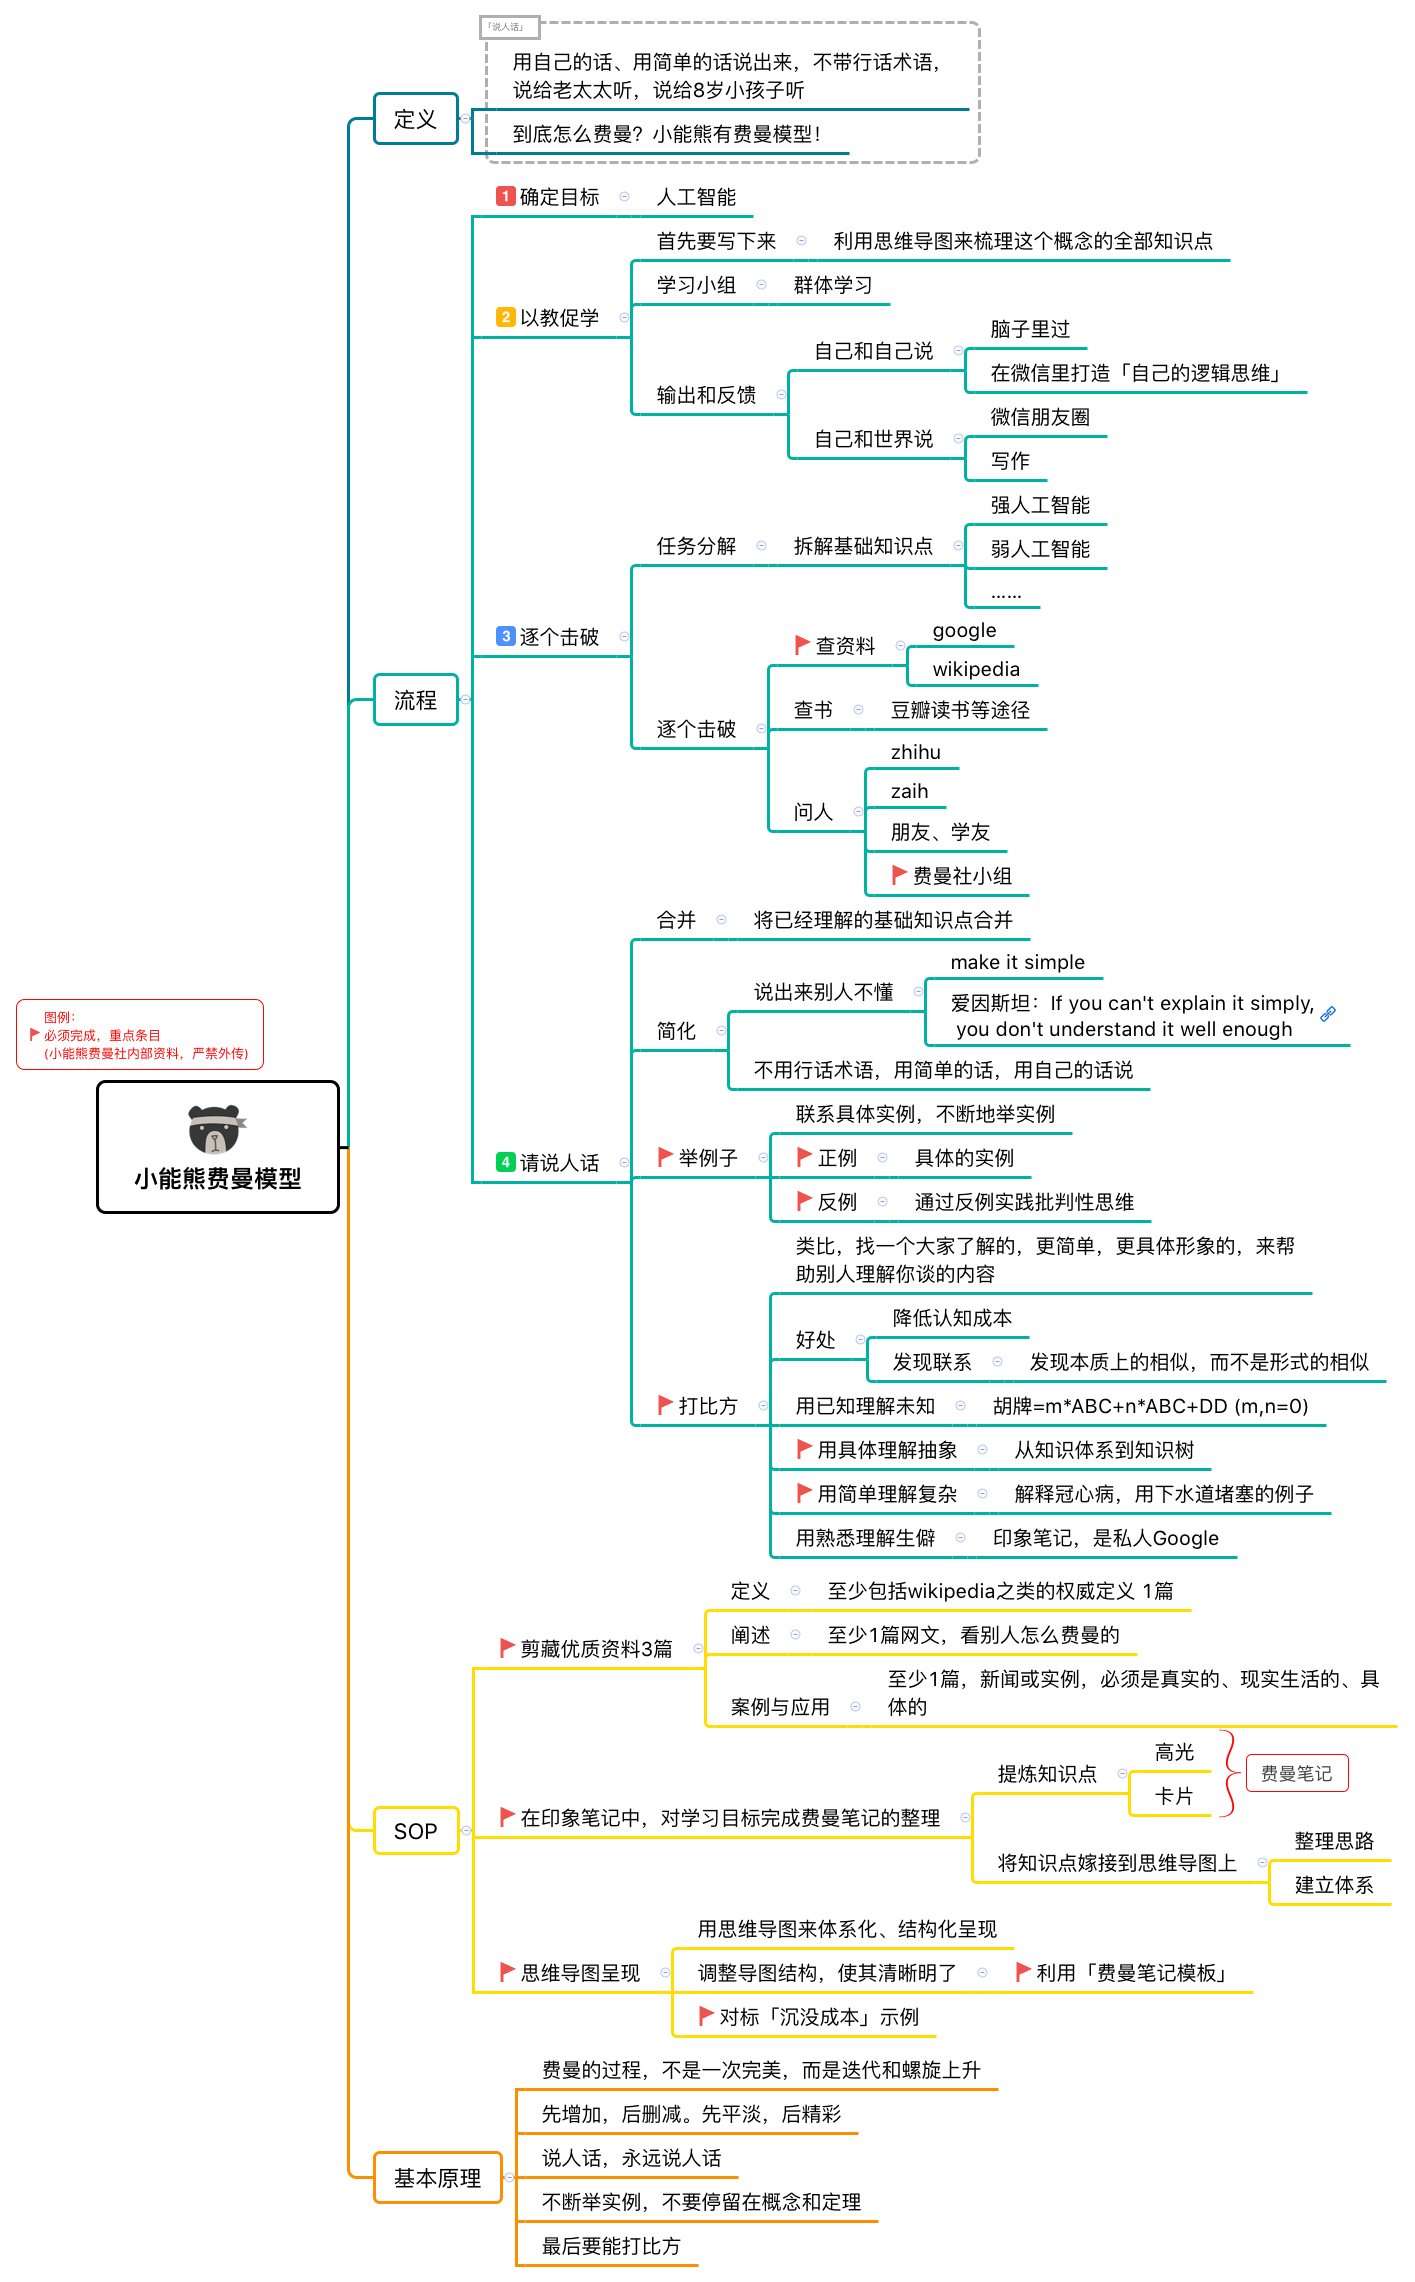 「说人话」
用自己的话、用简单的话说出来，不带行话术语，
说给老太太听，说给8岁小孩子听
定义
到底怎么费曼？小能熊有费曼模型！
1 确定目标
人工智能
首先要写下来
利用思维导图来梳理这个概念的全部知识点
学习小组
群体学习
2 以教促学
脑子里过
自己和自己说
在微信里打造「自己的逻辑思维」
输出和反馈
微信朋友圈
自己和世界说
写作
强人工智能
任务分解
拆解基础知识点
弱人工智能
......
3 逐个击破
google
查资料
wikipedia
流程
查书
豆瓣读书等途径
逐个击破
zhihu
zaih
问人
朋友、学友
费曼社小组
合并
将已经理解的基础知识点合并
make it simple
说出来别人不懂
爱因斯坦：If you can't explain it simply,
you don't understand it well enough
简化
图例：
必须完成，重点条目
(小能熊费曼社内部资料，严禁外传)
不用行话术语，用简单的话，用自己的话说
联系具体实例，不断地举实例
小能熊费曼模型
4 请说人话
举例子
正例
具体的实例
反例
通过反例实践批判性思维
类比，找一个大家了解的，更简单，更具体形象的，来帮
助别人理解你谈的内容
降低认知成本
好处
发现联系
发现本质上的相似，而不是形式的相似
打比方
用已知理解未知
胡牌=m*ABC+n*ABC+DD (m,n=0)
用具体理解抽象
从知识体系到知识树
用简单理解复杂
解释冠心病，用下水道堵塞的例子
用熟悉理解生僻
印象笔记，是私人Google
定义
至少包括wikipedia之类的权威定义 1篇
剪藏优质资料3篇
阐述
至少1篇网文，看别人怎么费曼的
案例与应用
至少1篇，新闻或实例，必须是真实的、现实生活的、具
体的
高光
提炼知识点
费曼笔记
卡片
SOP
在印象笔记中，对学习目标完成费曼笔记的整理
整理思路
将知识点嫁接到思维导图上
建立体系
用思维导图来体系化、结构化呈现
思维导图呈现
调整导图结构，使其清晰明了
利用「费曼笔记模板」
对标「沉没成本」示例
费曼的过程，不是一次完美，而是迭代和螺旋上升
先增加，后删减。先平淡，后精彩
基本原理
说人话，永远说人话
不断举实例，不要停留在概念和定理
最后要能打比方